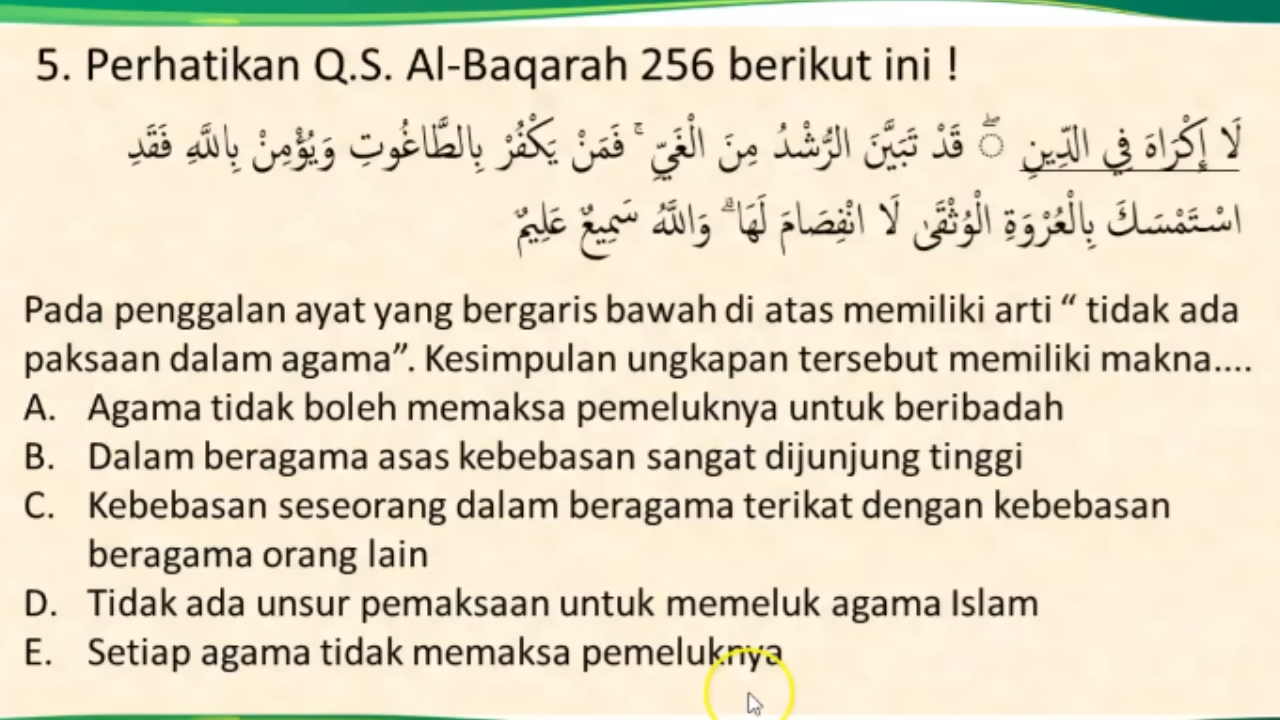 5. Perhatikan Q.S. Al-Baqarah 256 berikut ini !
لَا إِكْرَاهَ فِي الدِّينِ ۖ قَدْ تَبَيَّنَ الرُّشْدُ مِنَ الْغَيِّ ۚ فَمَنْ يَكْفُرْ بِالطَّاغُوتِ وَيُؤْمِنْ بِاللَّهِ فَقَدِ
اسْتَمْسَكَ بِالْعُرْوَةِ الْوُثْقَىٰ لَا انْفِصَامَ لَهَا ۗ وَاللَّهُ سَمِيعٌ عَلِيمٌ
Pada penggalan ayat yang bergaris bawah di atas memiliki arti “ tidak ada
paksaan dalam agama”. Kesimpulan ungkapan tersebut memiliki makna....
A. Agama tidak boleh memaksa pemeluknya untuk beribadah
B. Dalam beragama asas kebebasan sangat dijunjung tinggi
C. Kebebasan seseorang dalam beragama terikat dengan kebebasan
beragama orang lain
D. Tidak ada unsur pemaksaan untuk memeluk agama Islam
E. Setiap agama tidak memaksa pemeluknya